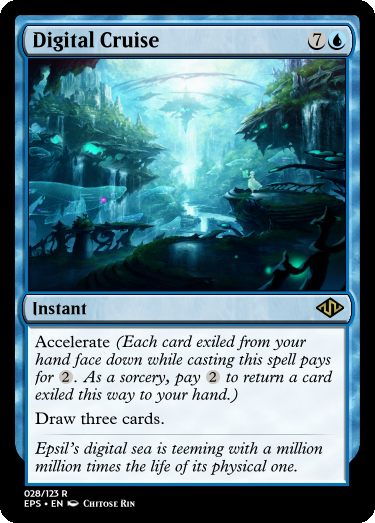 Digital Cruise 7
Instant
Accelerate (Each card exiled from your
hand face down while casting this spell pays
for 2. As a sorcery, pay 2 to return a card
exiled this way to your hand.)
Draw three cards.
Epsil's digital sea is teeming with a million
million times the life of its physical one.
028/123 R
EPS • EN Chitose Rin